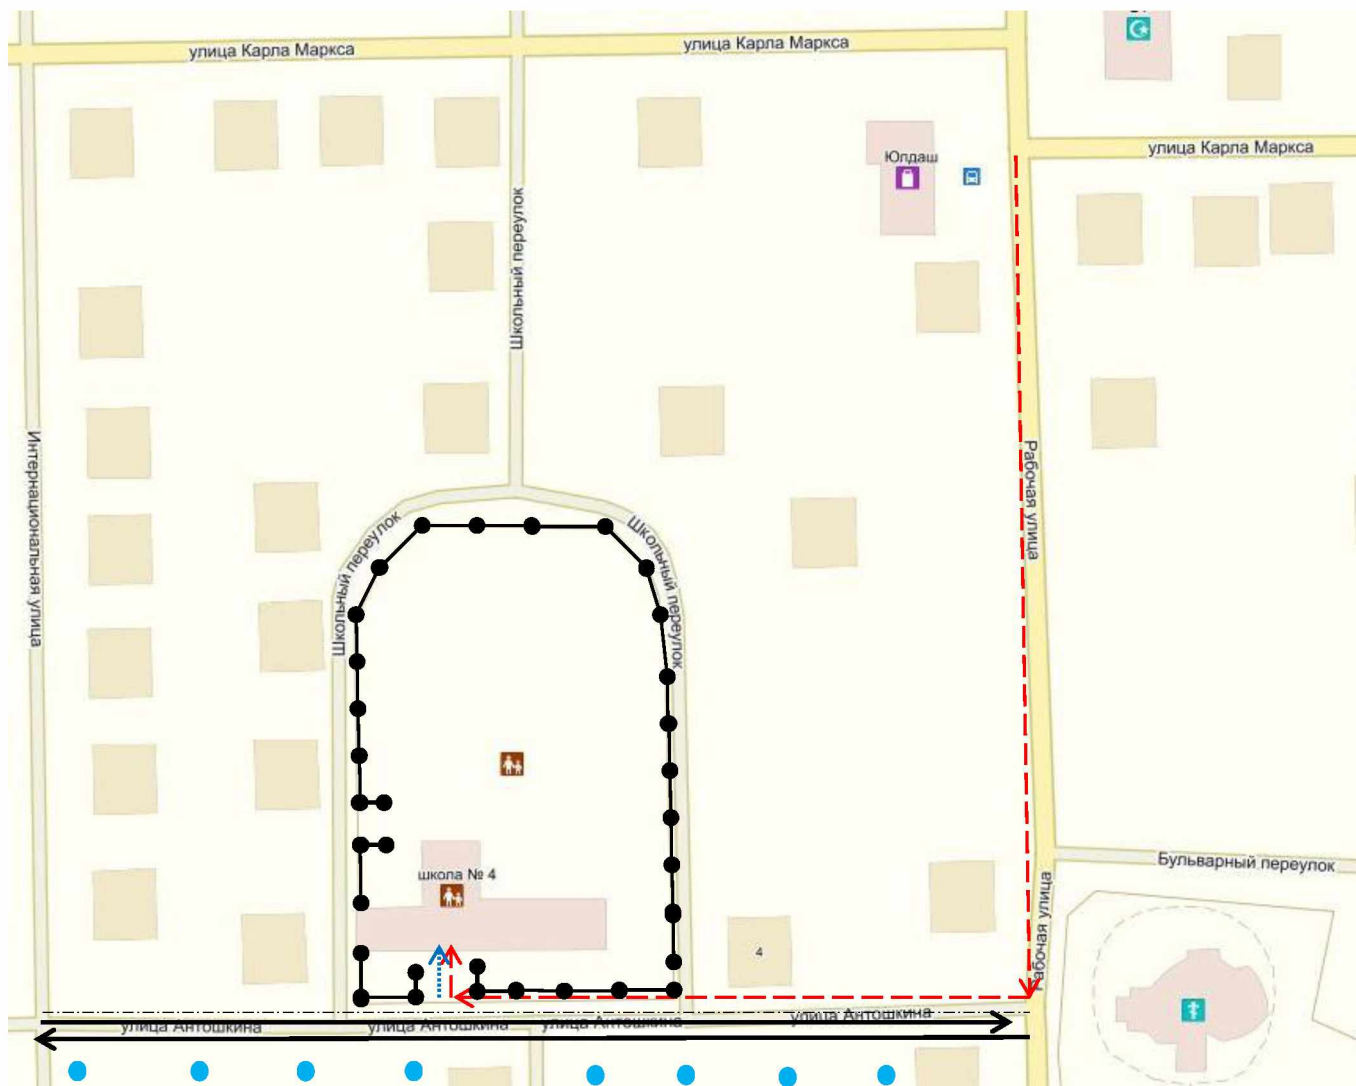 улица Карла Маркса
улица Карла Маркса
улица Карла Маркса
Юлдаш
Школьный переулок
Интернациональная улица
Рабочая улица
Школьный переулок
Школьный переулок
Бульварный переулок
школа № 4
Рабочая улица
4
улица Антошкина
улица Антошкина
улица Антошкина
улица Антошкина